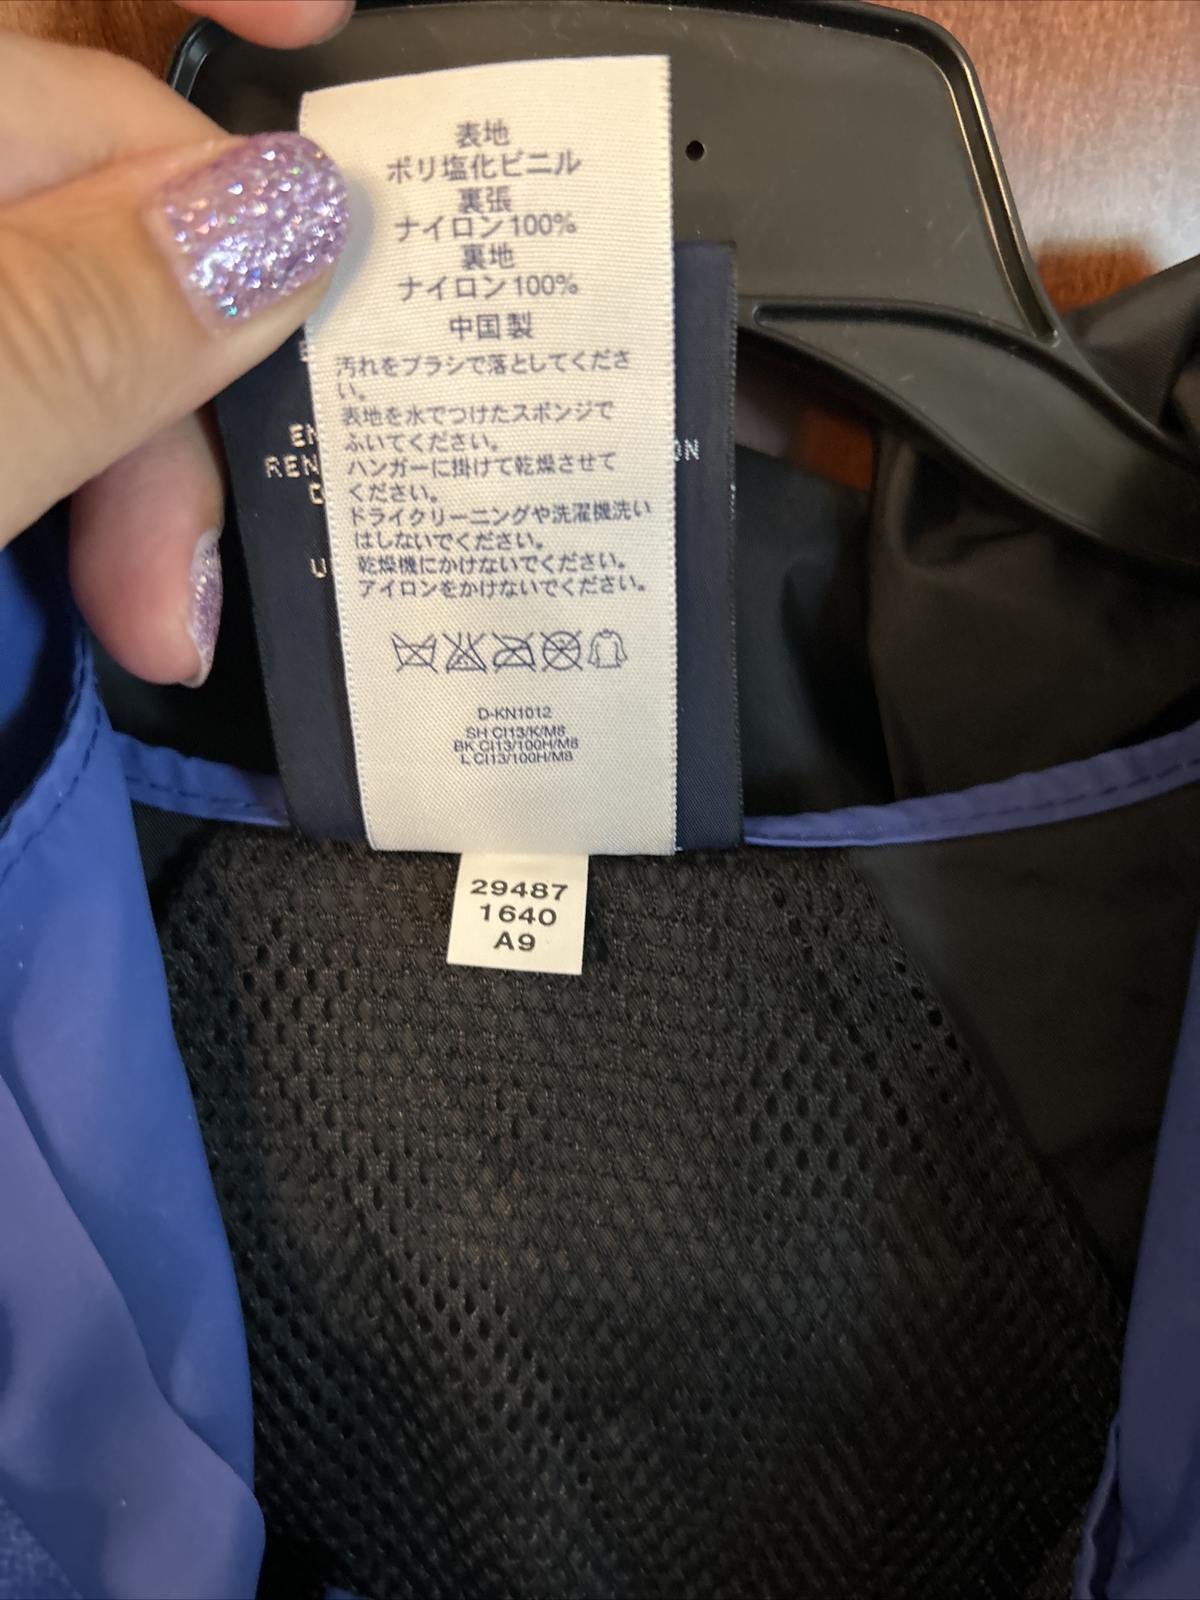 表地
ポリ塩化ビニル
裏張
ナイロン100%
裏地
ナイロン100%
中国製
汚れをブラシで落としてくださ
い。
表地を水でつけたスポンジで
ふいてください。
ハンガーに掛けて乾燥させて
ください。
ドライクリーニングや洗濯機洗い
はしないでください。
乾燥機にかけないでください。
アイロンをかけないでください。
D-KN1012
SH CI13/K/M8
BK CI13/100H/M8
L CI13/100H/M8
29487
1640
A9